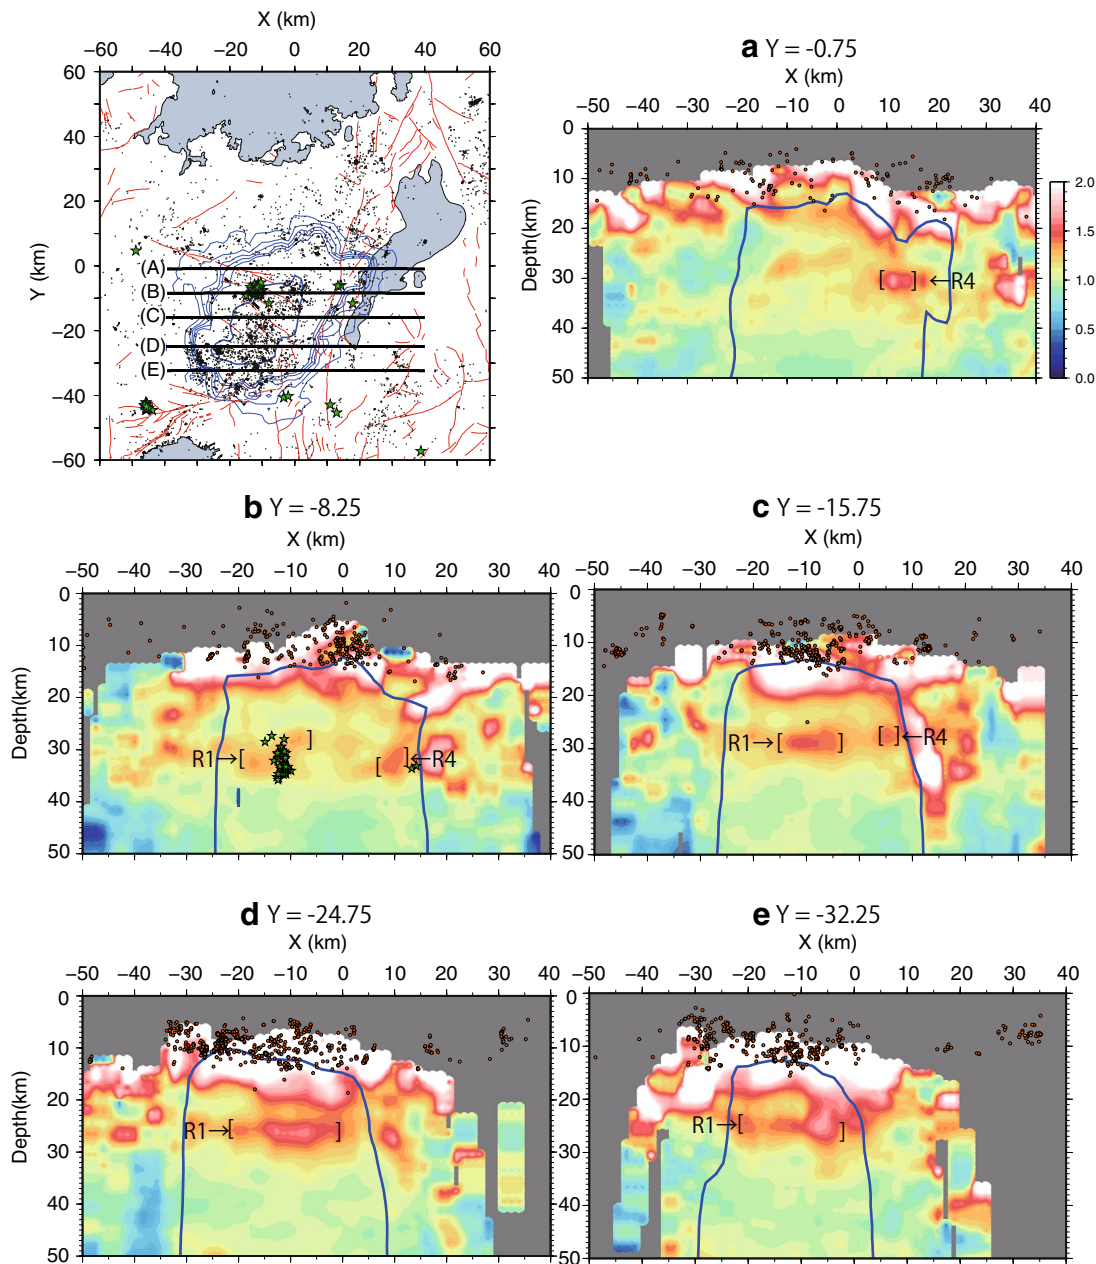 X (km)
−60 −40 −20 0 20 40 60
60
40
20
0
−20
−40
−60
Y (km)
(A)
(B)
(C)
(D)
(E)
a Y = -0.75
X (km)
−50 −40 −30 −20 −10 0 10 20 30 40
0
10
20
30
40
50
Depth(km)
[ ] ←R4
2.0
1.5
1.0
0.5
0.0
b Y = -8.25
X (km)
−50 −40 −30 −20 −10 0 10 20 30 40
0
10
20
30
40
50
Depth(km)
R1→[ ]
[ ]←R4
c Y = -15.75
X (km)
−50 −40 −30 −20 −10 0 10 20 30 40
0
10
20
30
40
50
R1→[ ]
[ ]←R4
d Y = -24.75
X (km)
−50 −40 −30 −20 −10 0 10 20 30 40
0
10
20
30
40
50
Depth(km)
R1→[ ]
e Y = -32.25
X (km)
−50 −40 −30 −20 −10 0 10 20 30 40
0
10
20
30
40
50
R1→[ ]